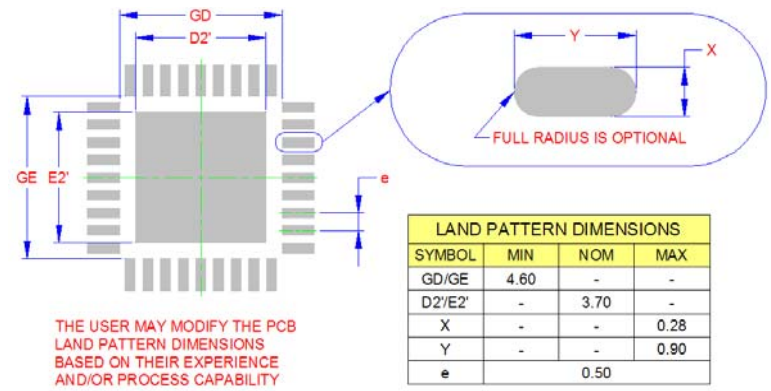 GD
D2'
Y
X
FULL RADIUS IS OPTIONAL
GE E2'
e
LAND PATTERN DIMENSIONS
SYMBOL MIN NOM MAX
GD/GE 4.60 - -
D2'/E2' - 3.70 -
X - - 0.28
Y - - 0.90
e 0.50
THE USER MAY MODIFY THE PCB
LAND PATTERN DIMENSIONS
BASED ON THEIR EXPERIENCE
AND/OR PROCESS CAPABILITY